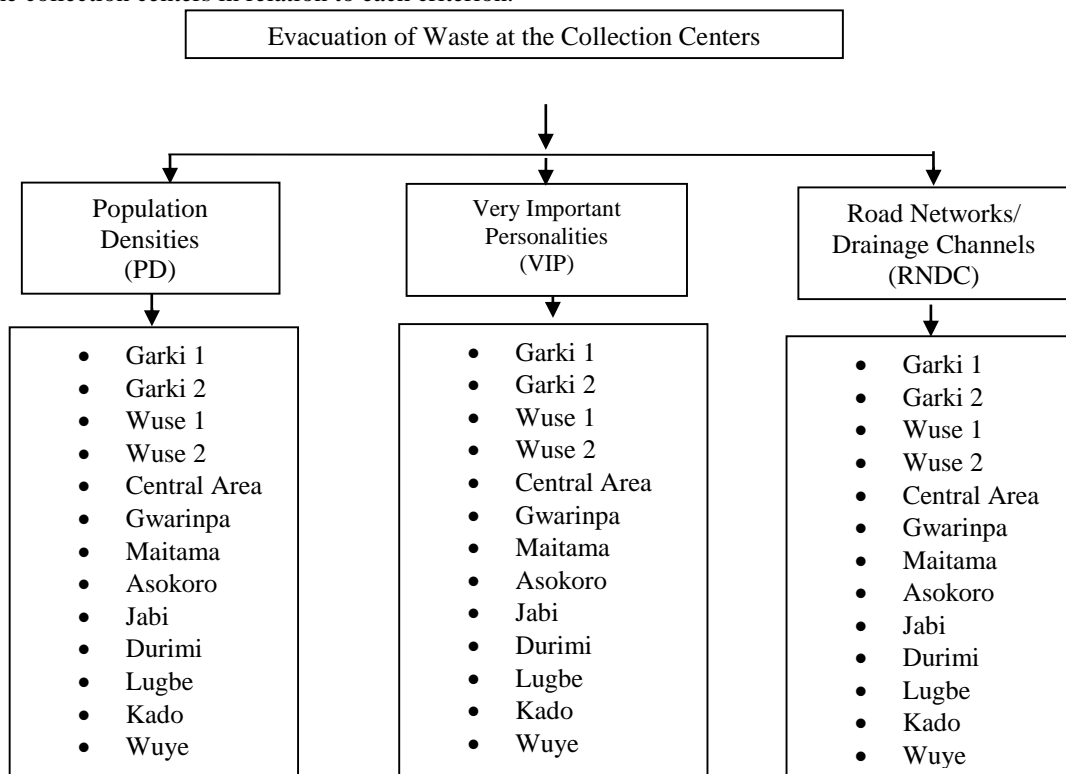 collection centers in relation to each criterion.
Evacuation of Waste at the Collection Centers
Population
Densities
(PD)
Very Important
Personalities
(VIP)
Road Networks/
Drainage Channels
(RNDC)
• Garki 1
• Garki 2
• Wuse 1
• Wuse 2
• Central Area
• Gwarinpa
• Maitama
• Asokoro
• Jabi
• Durimi
• Lugbe
• Kado
• Wuye
• Garki 1
• Garki 2
• Wuse 1
• Wuse 2
• Central Area
• Gwarinpa
• Maitama
• Asokoro
• Jabi
• Durimi
• Lugbe
• Kado
• Wuye
• Garki 1
• Garki 2
• Wuse 1
• Wuse 2
• Central Area
• Gwarinpa
• Maitama
• Asokoro
• Jabi
• Durimi
• Lugbe
• Kado
• Wuye